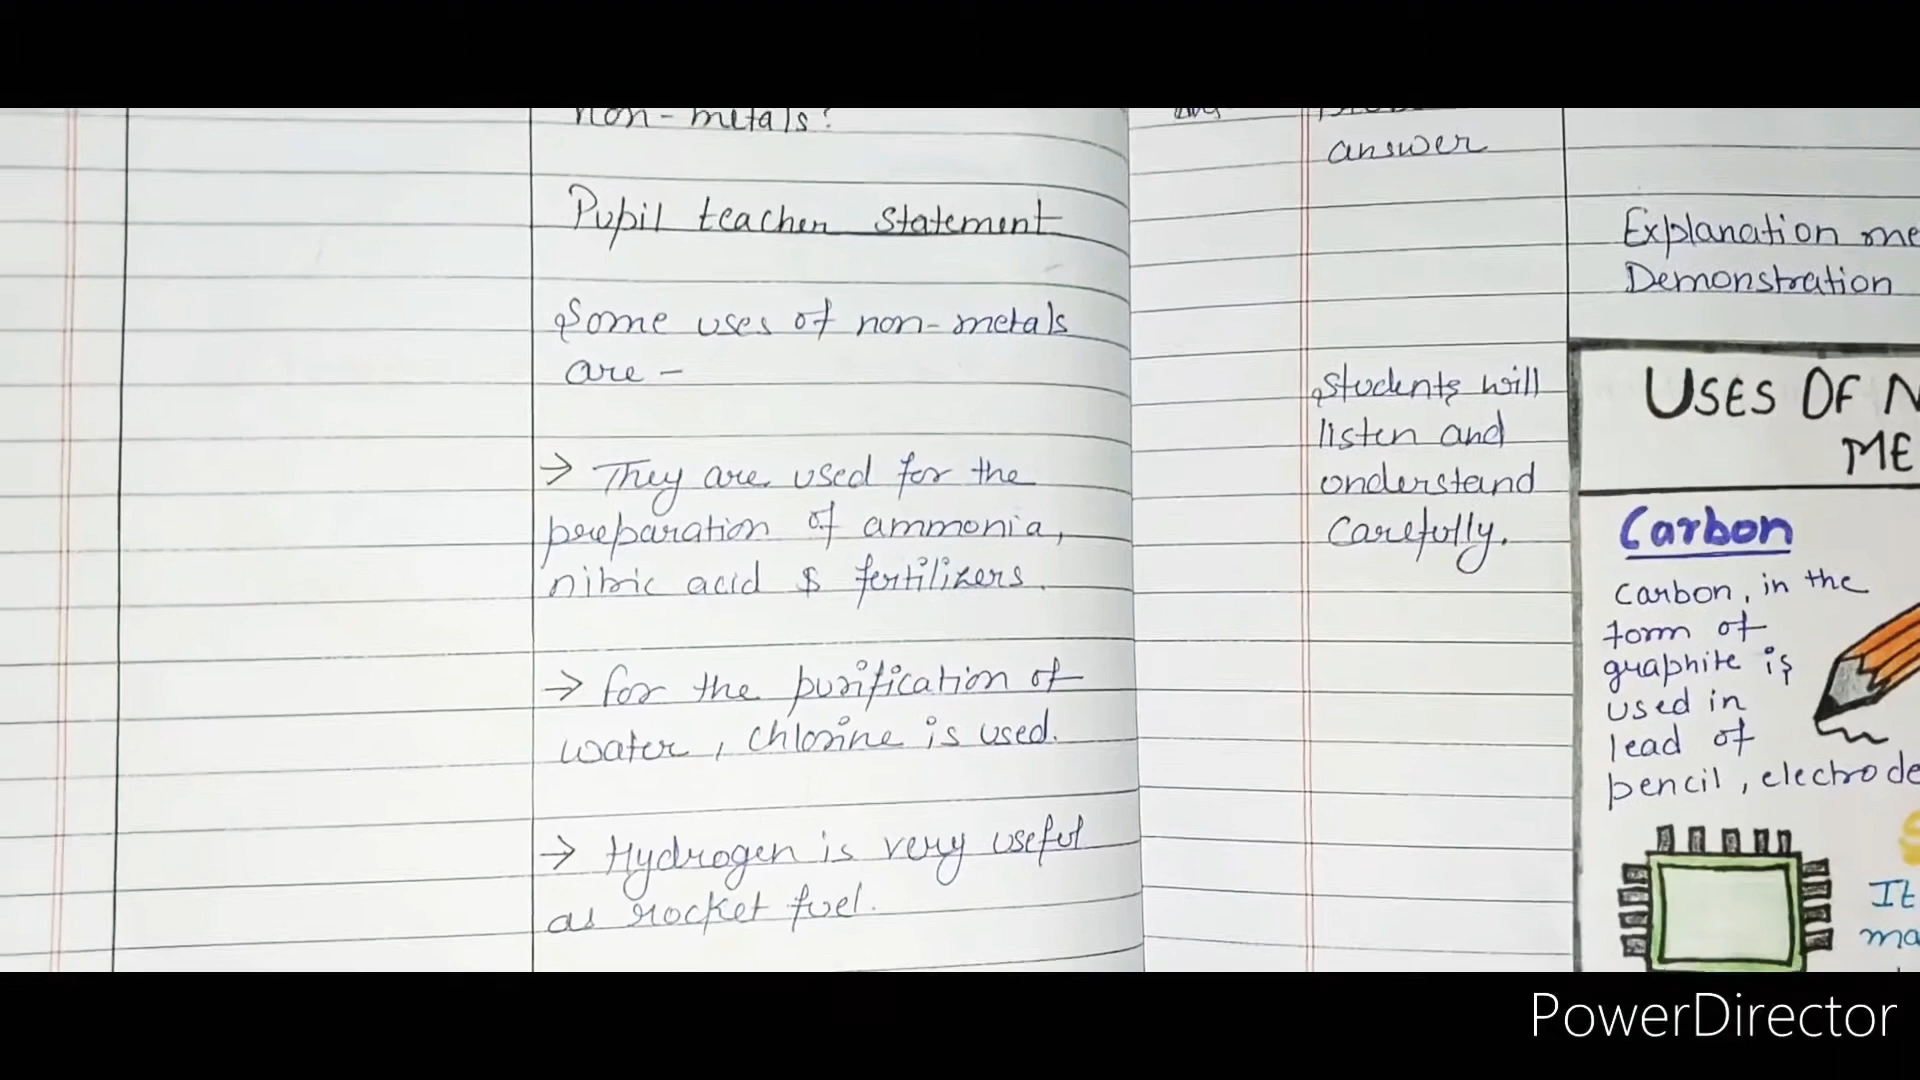 non-metals?
Pupil teacher statement
Some uses of non-metals
are -
→ They are used for the
preparation of ammonia,
nitric acid & fertilizers.
→ for the purification of
water, chlorine is used.
→ Hydrogen is very useful
as rocket fuel.
answer
Students will
listen and
understand
carefully.
Explanation me
Demonstration
USES OF N
ME
Carbon
Carbon, in the
form of
graphite is
used in
lead of
pencil, electrode
It
ma
PowerDirector